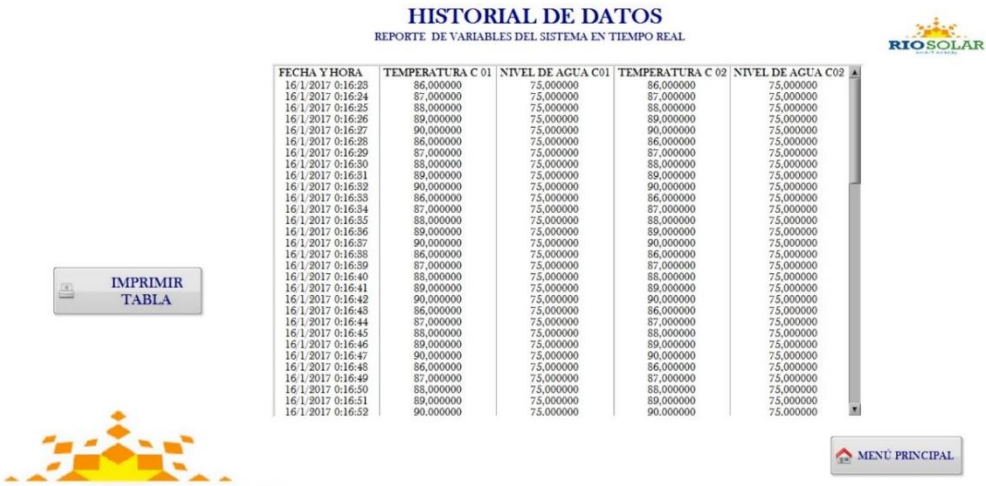 HISTORIAL DE DATOS
REPORTE DE VARIABLES DEL SISTEMA EN TIEMPO REAL
RIOSOLAR
FECHA Y HORA TEMPERATURA C 01 NIVEL DE AGUA C01 TEMPERATURA C 02 NIVEL DE AGUA C02
16/1/2017 0:16:23 86,000000 75,000000 86,000000 75,000000
16/1/2017 0:16:24 87,000000 75,000000 87,000000 75,000000
16/1/2017 0:16:25 88,000000 75,000000 88,000000 75,000000
16/1/2017 0:16:26 89,000000 75,000000 89,000000 75,000000
16/1/2017 0:16:27 90,000000 75,000000 90,000000 75,000000
16/1/2017 0:16:28 86,000000 75,000000 86,000000 75,000000
16/1/2017 0:16:29 87,000000 75,000000 87,000000 75,000000
16/1/2017 0:16:30 88,000000 75,000000 88,000000 75,000000
16/1/2017 0:16:31 89,000000 75,000000 89,000000 75,000000
16/1/2017 0:16:32 90,000000 75,000000 90,000000 75,000000
16/1/2017 0:16:33 86,000000 75,000000 86,000000 75,000000
16/1/2017 0:16:34 87,000000 75,000000 87,000000 75,000000
16/1/2017 0:16:35 88,000000 75,000000 88,000000 75,000000
16/1/2017 0:16:36 89,000000 75,000000 89,000000 75,000000
16/1/2017 0:16:37 90,000000 75,000000 90,000000 75,000000
16/1/2017 0:16:38 86,000000 75,000000 86,000000 75,000000
16/1/2017 0:16:39 87,000000 75,000000 87,000000 75,000000
16/1/2017 0:16:40 88,000000 75,000000 88,000000 75,000000
16/1/2017 0:16:41 89,000000 75,000000 89,000000 75,000000
16/1/2017 0:16:42 90,000000 75,000000 90,000000 75,000000
16/1/2017 0:16:43 86,000000 75,000000 86,000000 75,000000
16/1/2017 0:16:44 87,000000 75,000000 87,000000 75,000000
16/1/2017 0:16:45 88,000000 75,000000 88,000000 75,000000
16/1/2017 0:16:46 89,000000 75,000000 89,000000 75,000000
16/1/2017 0:16:47 90,000000 75,000000 90,000000 75,000000
16/1/2017 0:16:48 86,000000 75,000000 86,000000 75,000000
16/1/2017 0:16:49 87,000000 75,000000 87,000000 75,000000
16/1/2017 0:16:50 88,000000 75,000000 88,000000 75,000000
16/1/2017 0:16:51 89,000000 75,000000 89,000000 75,000000
16/1/2017 0:16:52 90,000000 75,000000 90,000000 75,000000
IMPRIMIR
TABLA
MENÚ PRINCIPAL